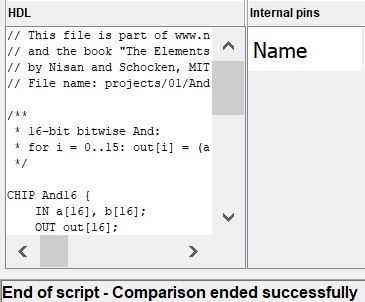 HDL
Internal pins
// This file is part of www.n
// and the book "The Elements
// by Nisan and Schocken, MIT
// File name: projects/01/And
/**
* 16-bit bitwise And:
* for i = 0..15: out[i] = (a
*/
CHIP And16 {
IN a[16], b[16];
OUT out[16];
Name
End of script - Comparison ended successfully